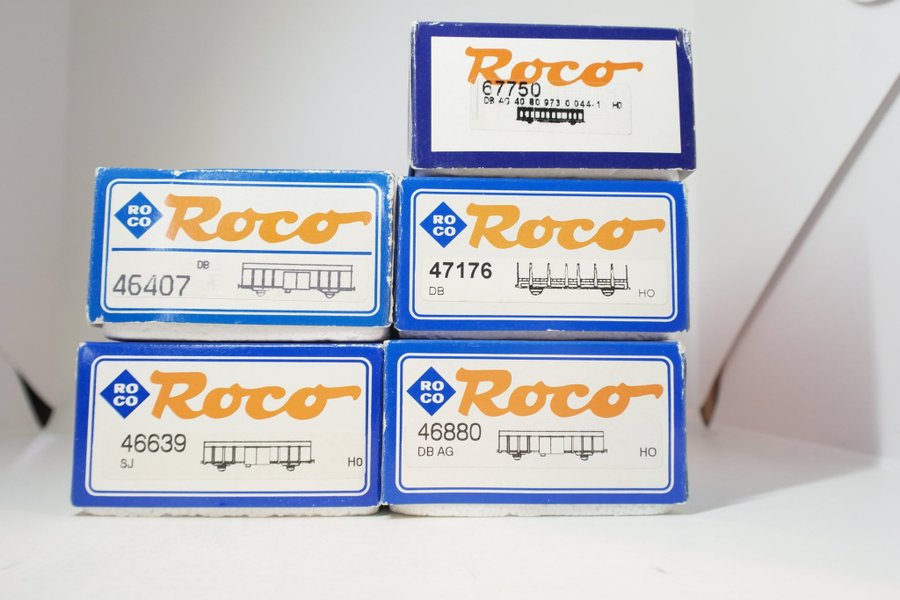 Roco
67750
DB AG 40 80 973 0 044-1 H0
RO
CO
Roco
DB
46407
RO
CO
Roco
47176
DB
HO
RO
CO
Roco
46639
SJ
H0
RO
CO
Roco
46880
DB AG
HO